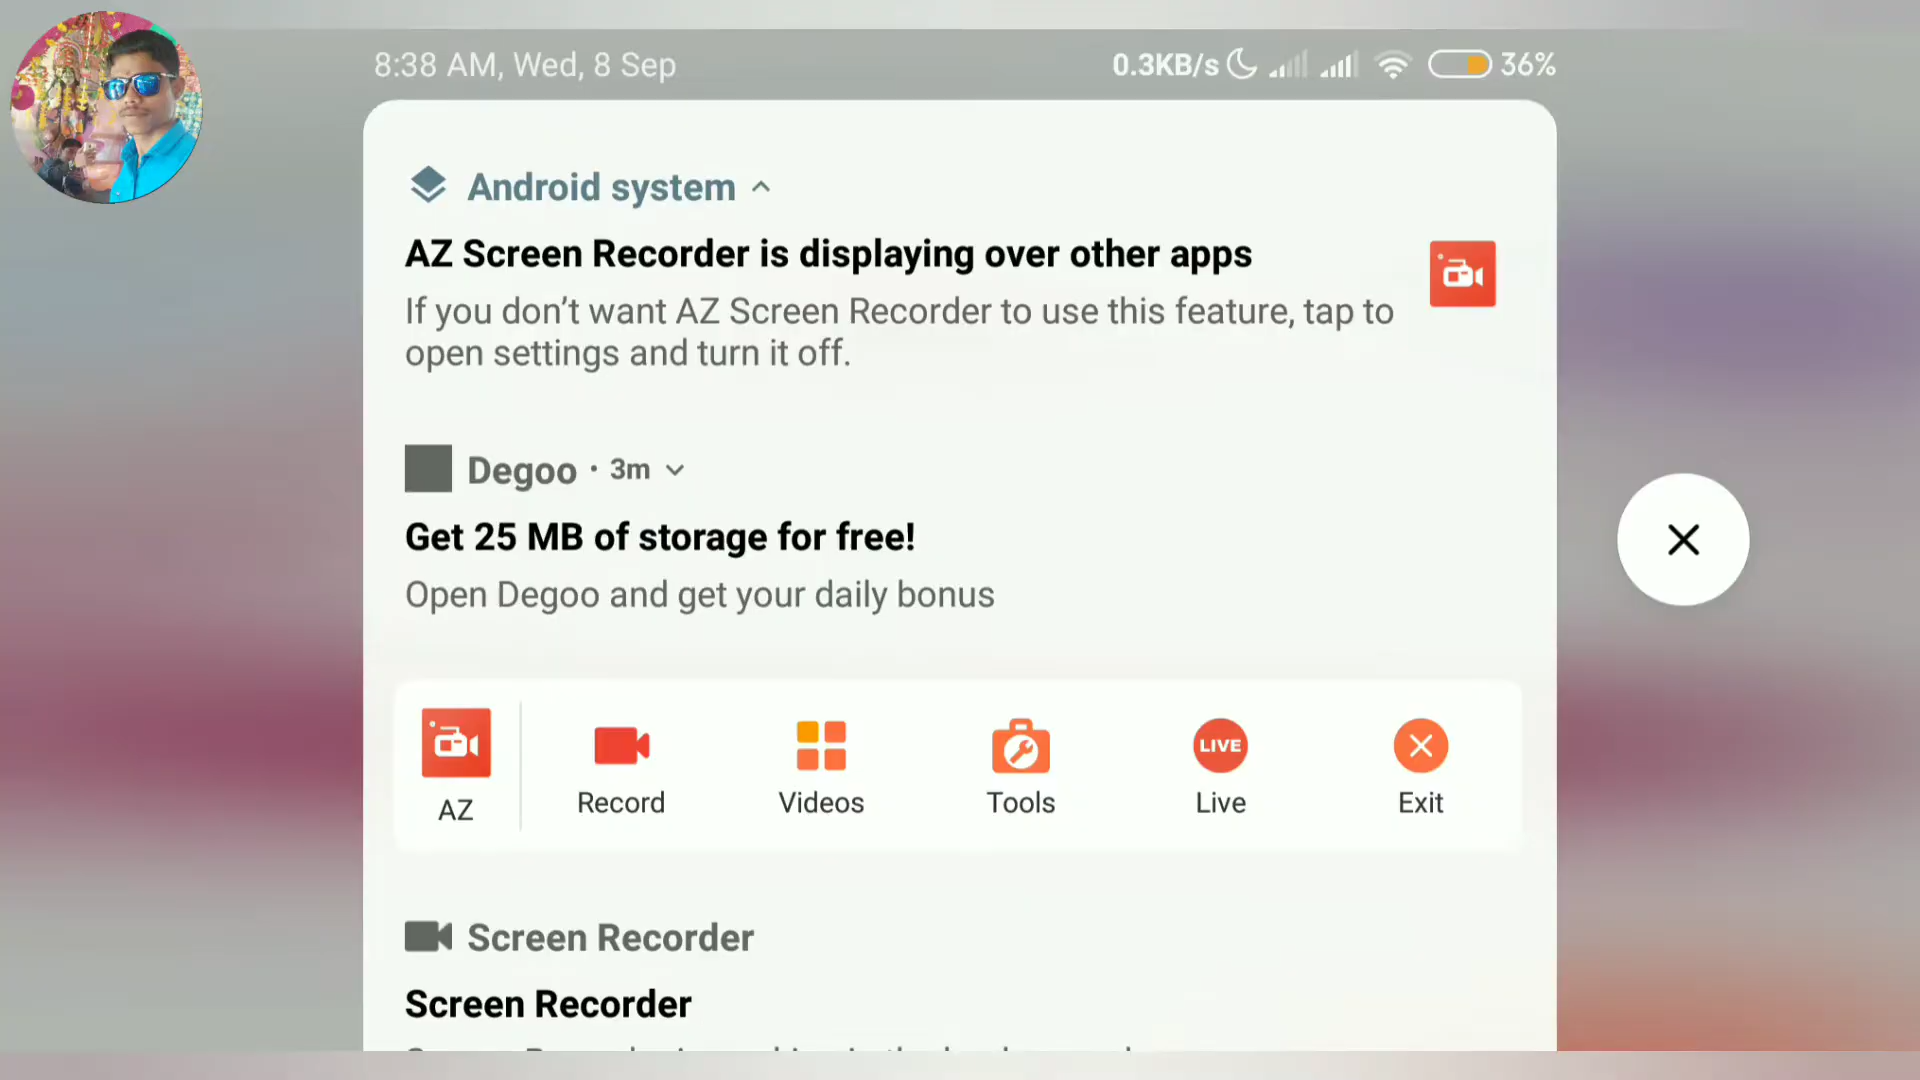 8:38 AM, Wed, 8 Sep 0.3KB/s 36%
Android system
AZ Screen Recorder is displaying over other apps
If you don’t want AZ Screen Recorder to use this feature, tap to
open settings and turn it off.
Degoo · 3m
Get 25 MB of storage for free!
Open Degoo and get your daily bonus
LIVE
AZ Record Videos Tools Live Exit
Screen Recorder
Screen Recorder